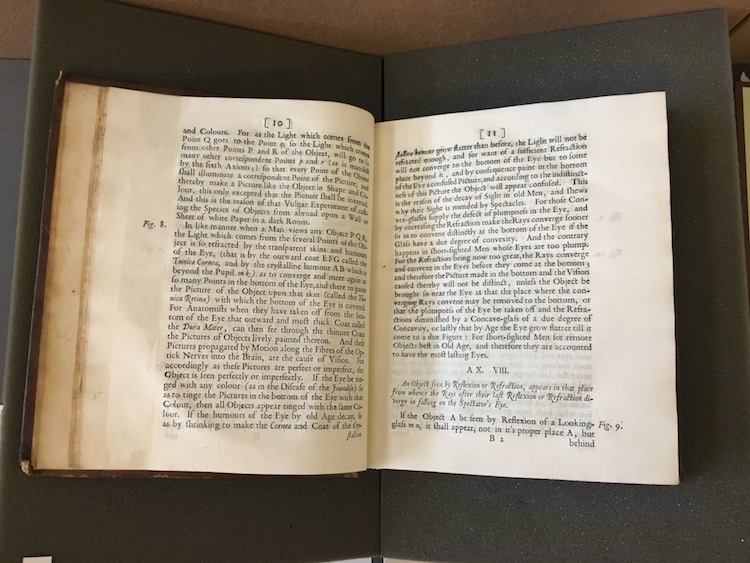 [ 10 ]
and Colours. For as the Light which comes from the
Point Q goes to the Point q, so the Light which comes
from other Points P and R of the Object, will go to so
many other correspondent Points p and r (as is manifest
by the sixth Axiom;) so that every Point of the Object
shall illuminate a correspondent Point of the Picture, and
thereby make a Picture like the Object in Shape and Co-
lour, this only excepted that the Picture shall be inverted.
And this is the reason of that Vulgar Experiment of cast-
ing the Species of Objects from abroad upon a Wall or
Sheet of white Paper in a dark Room.
Fig. 8. In like manner when a Man views any Object P Q R,
the Light which comes from the several Points of the Ob-
ject is so refracted by the transparent skins and humours
of the Eye, (that is by the outward coat E F G called the
Tunica Cornea, and by the crystalline humour A B which is
beyond the Pupil m k) as to converge and meet again at
so many Points in the bottom of the Eye, and there to paint
the Picture of the Object upon that skin (called the Tu-
nica Retina) with which the bottom of the Eye is covered.
For Anatomists when they have taken off from the bot-
tom of the Eye that outward and most thick Coat called
the Dura Mater, can then see through the thinner Coats
the Pictures of Objects lively painted thereon. And these
Pictures propagated by Motion along the Fibres of the Op-
tick Nerves into the Brain, are the cause of Vision. For
accordingly as these Pictures are perfect or imperfect, the
Object is seen perfectly or imperfectly. If the Eye be tin-
ged with any colour (as in the Disease of the Jaundise) so
as to tinge the Pictures in the bottom of the Eye with that
Colour, then all Objects appear tinged with the same Co-
lour. If the humours of the Eye by old Age decay, so
as by shrinking to make the Cornea and Coat of the Cry-
stalline
[ 11 ]
stalline humour grow flatter than before, the Light will not be
refracted enough, and for want of a sufficient Refraction
will not converge to the bottom of the Eye but to some
place beyond it, and by consequence paint in the bottom
of the Eye a confused Picture, and according to the indistinct-
ness of this Picture the Object will appear confused. This
is the reason of the decay of Sight in old Men, and shews
why their Sight is mended by Spectacles. For those Con-
vex-glasses supply the defect of plumpness in the Eye, and
by encreasing the Refraction make the Rays converge sooner
so as to convene distinctly at the bottom of the Eye if the
Glass have a due degree of convexity. And the contrary
happens in short-sighted Men whose Eyes are too plump.
For the Refraction being now too great, the Rays converge
and convene in the Eyes before they come at the bottom;
and therefore the Picture made in the bottom and the Vision
caused thereby will not be distinct, unless the Object be
brought so near the Eye as that the place where the con-
verging Rays convene may be removed to the bottom, or
that the plumpness of the Eye be taken off and the Refra-
ctions diminished by a Concave-glass of a due degree of
Concavity, or lastly that by Age the Eye grow flatter till it
come to a due Figure: For short-sighted Men see remote
Objects best in Old Age, and therefore they are accounted
to have the most lasting Eyes.
A X. VIII.
An Object seen by Reflexion or Refraction, appears in that place
from whence the Rays after their last Reflexion or Refraction di-
verge in falling on the Spectator's Eye.
If the Object A be seen by Reflexion of a Looking- Fig. 9.
glass m n, it shall appear, not in it's proper place A, but
B 2 behind